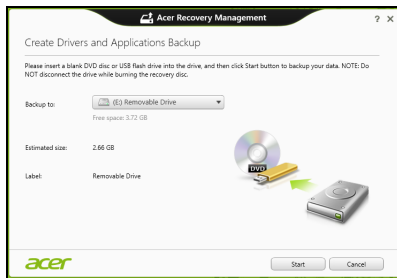 Acer Recovery Management
? X
Create Drivers and Applications Backup
Please insert a blank DVD disc or USB flash drive into the drive, and then click Start button to backup your data. NOTE: Do
NOT disconnect the drive while burning the recovery disc.
Backup to: (E:) Removable Drive
Free space: 3.72 GB
Estimated size: 2.66 GB
DVD
Label: Removable Drive
acer
Start Cancel